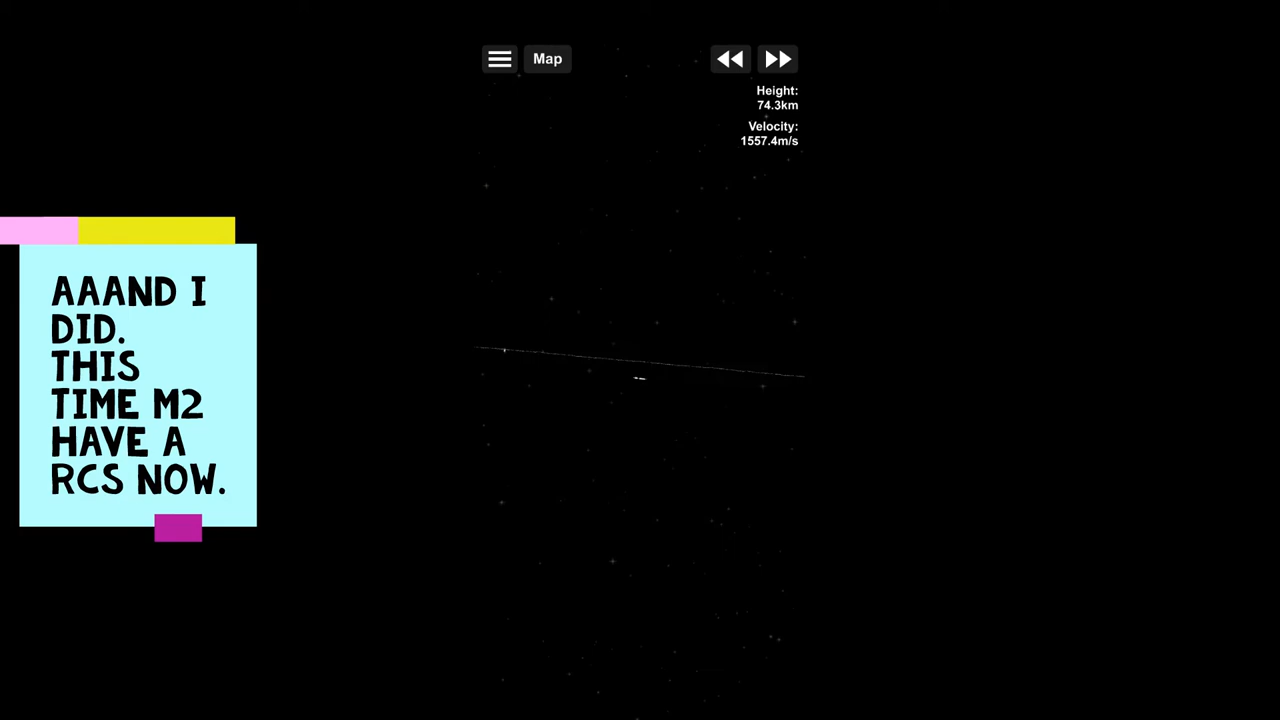 Map
Height:
74.3km
Velocity:
1557.4m/s
AAAND I
DID.
THIS
TIME M2
HAVE A
RCS NOW.